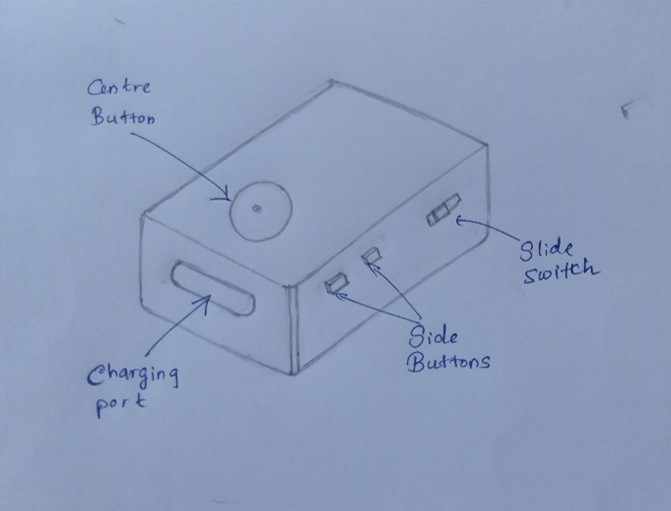 Centre
Button
Slide
switch
Side
Buttons
Charging
port